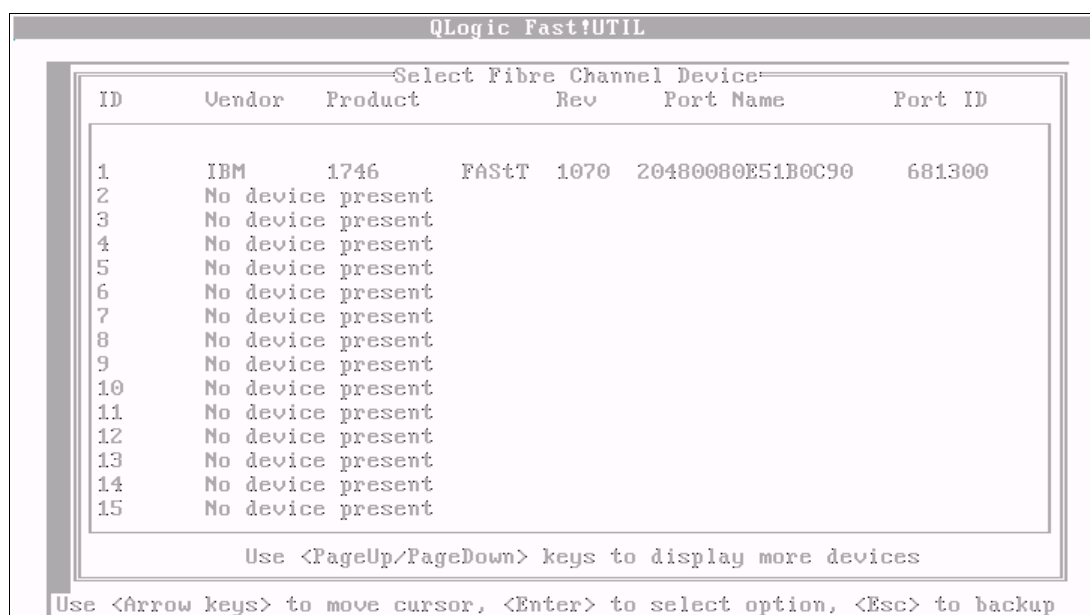 QLogic Fast!UTIL
Select Fibre Channel Device
ID Vendor Product Rev Port Name Port ID
1 IBM 1746 FAStT 1070 20480080E51B0C90 681300
2 No device present
3 No device present
4 No device present
5 No device present
6 No device present
7 No device present
8 No device present
9 No device present
10 No device present
11 No device present
12 No device present
13 No device present
14 No device present
15 No device present
Use <PageUp/PageDown> keys to display more devices
Use <Arrow keys> to move cursor, <Enter> to select option, <Esc> to backup